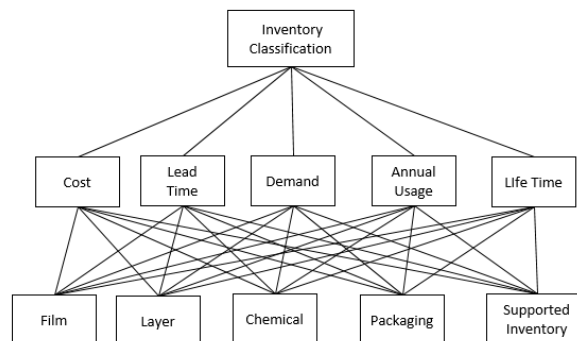 Inventory
Classification
Cost
Lead
Time
Demand
Annual
Usage
LIfe Time
Film
Layer
Chemical
Packaging
Supported
Inventory